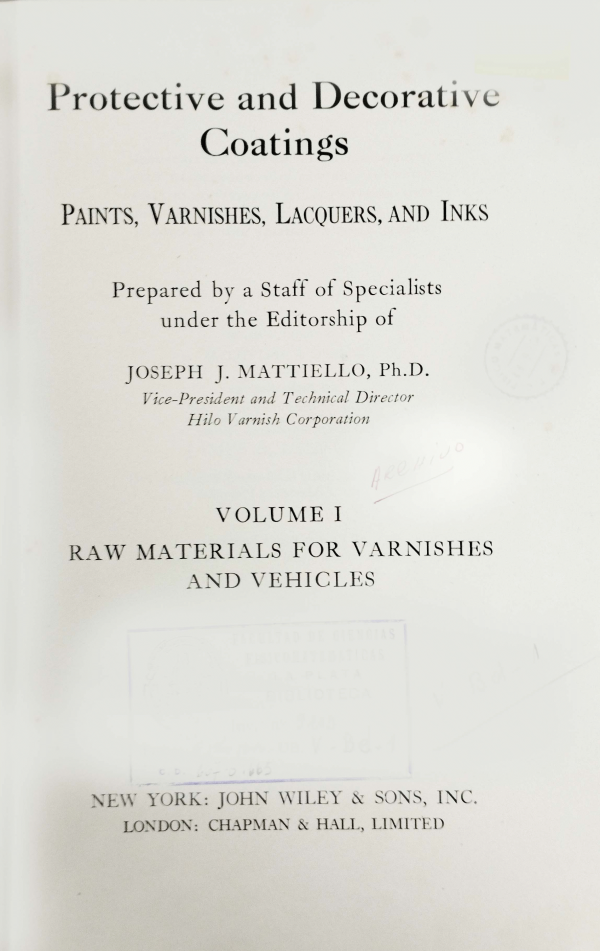 Protective and Decorative
Coatings
PAINTS, VARNISHES, LACQUERS, AND INKS
Prepared by a Staff of Specialists
under the Editorship of
JOSEPH J. MATTIELLO, Ph.D.
Vice-President and Technical Director
Hilo Varnish Corporation
VOLUME I
RAW MATERIALS FOR VARNISHES
AND VEHICLES
NEW YORK: JOHN WILEY & SONS, INC.
LONDON: CHAPMAN & HALL, LIMITED